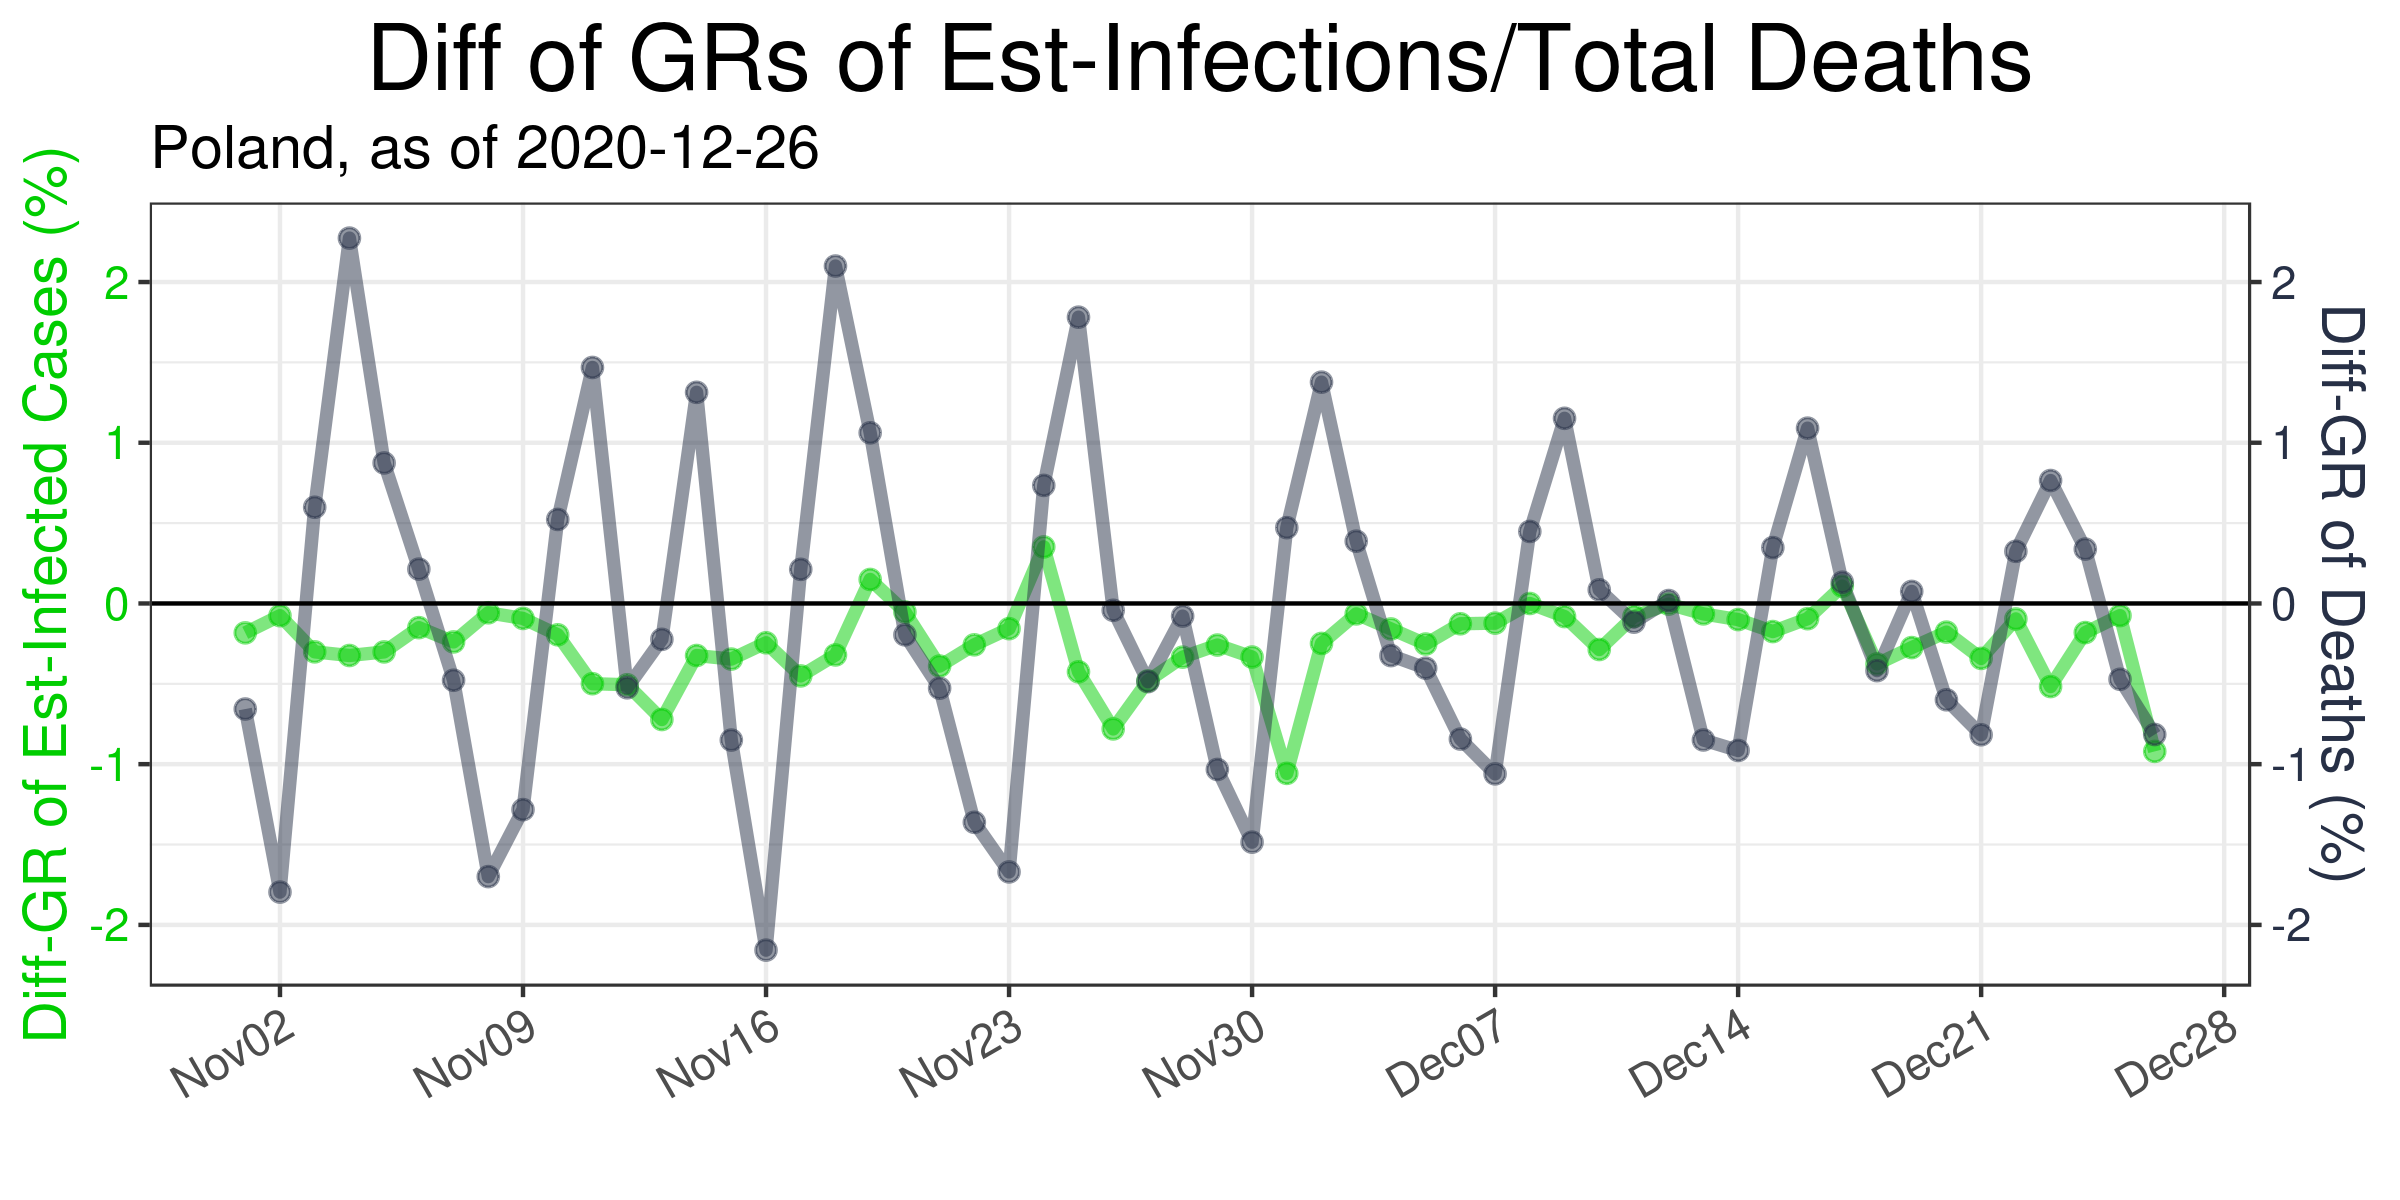 Diff of GRs of Est-Infections/Total Deaths
Poland, as of 2020-12-26
Diff-GR of Est-Infected Cases (%)
2
1
0
-1
-2
2
1
0
-1
-2
Diff-GR of Deaths (%)
Nov02
Nov09
Nov16
Nov23
Nov30
Dec07
Dec14
Dec21
Dec28